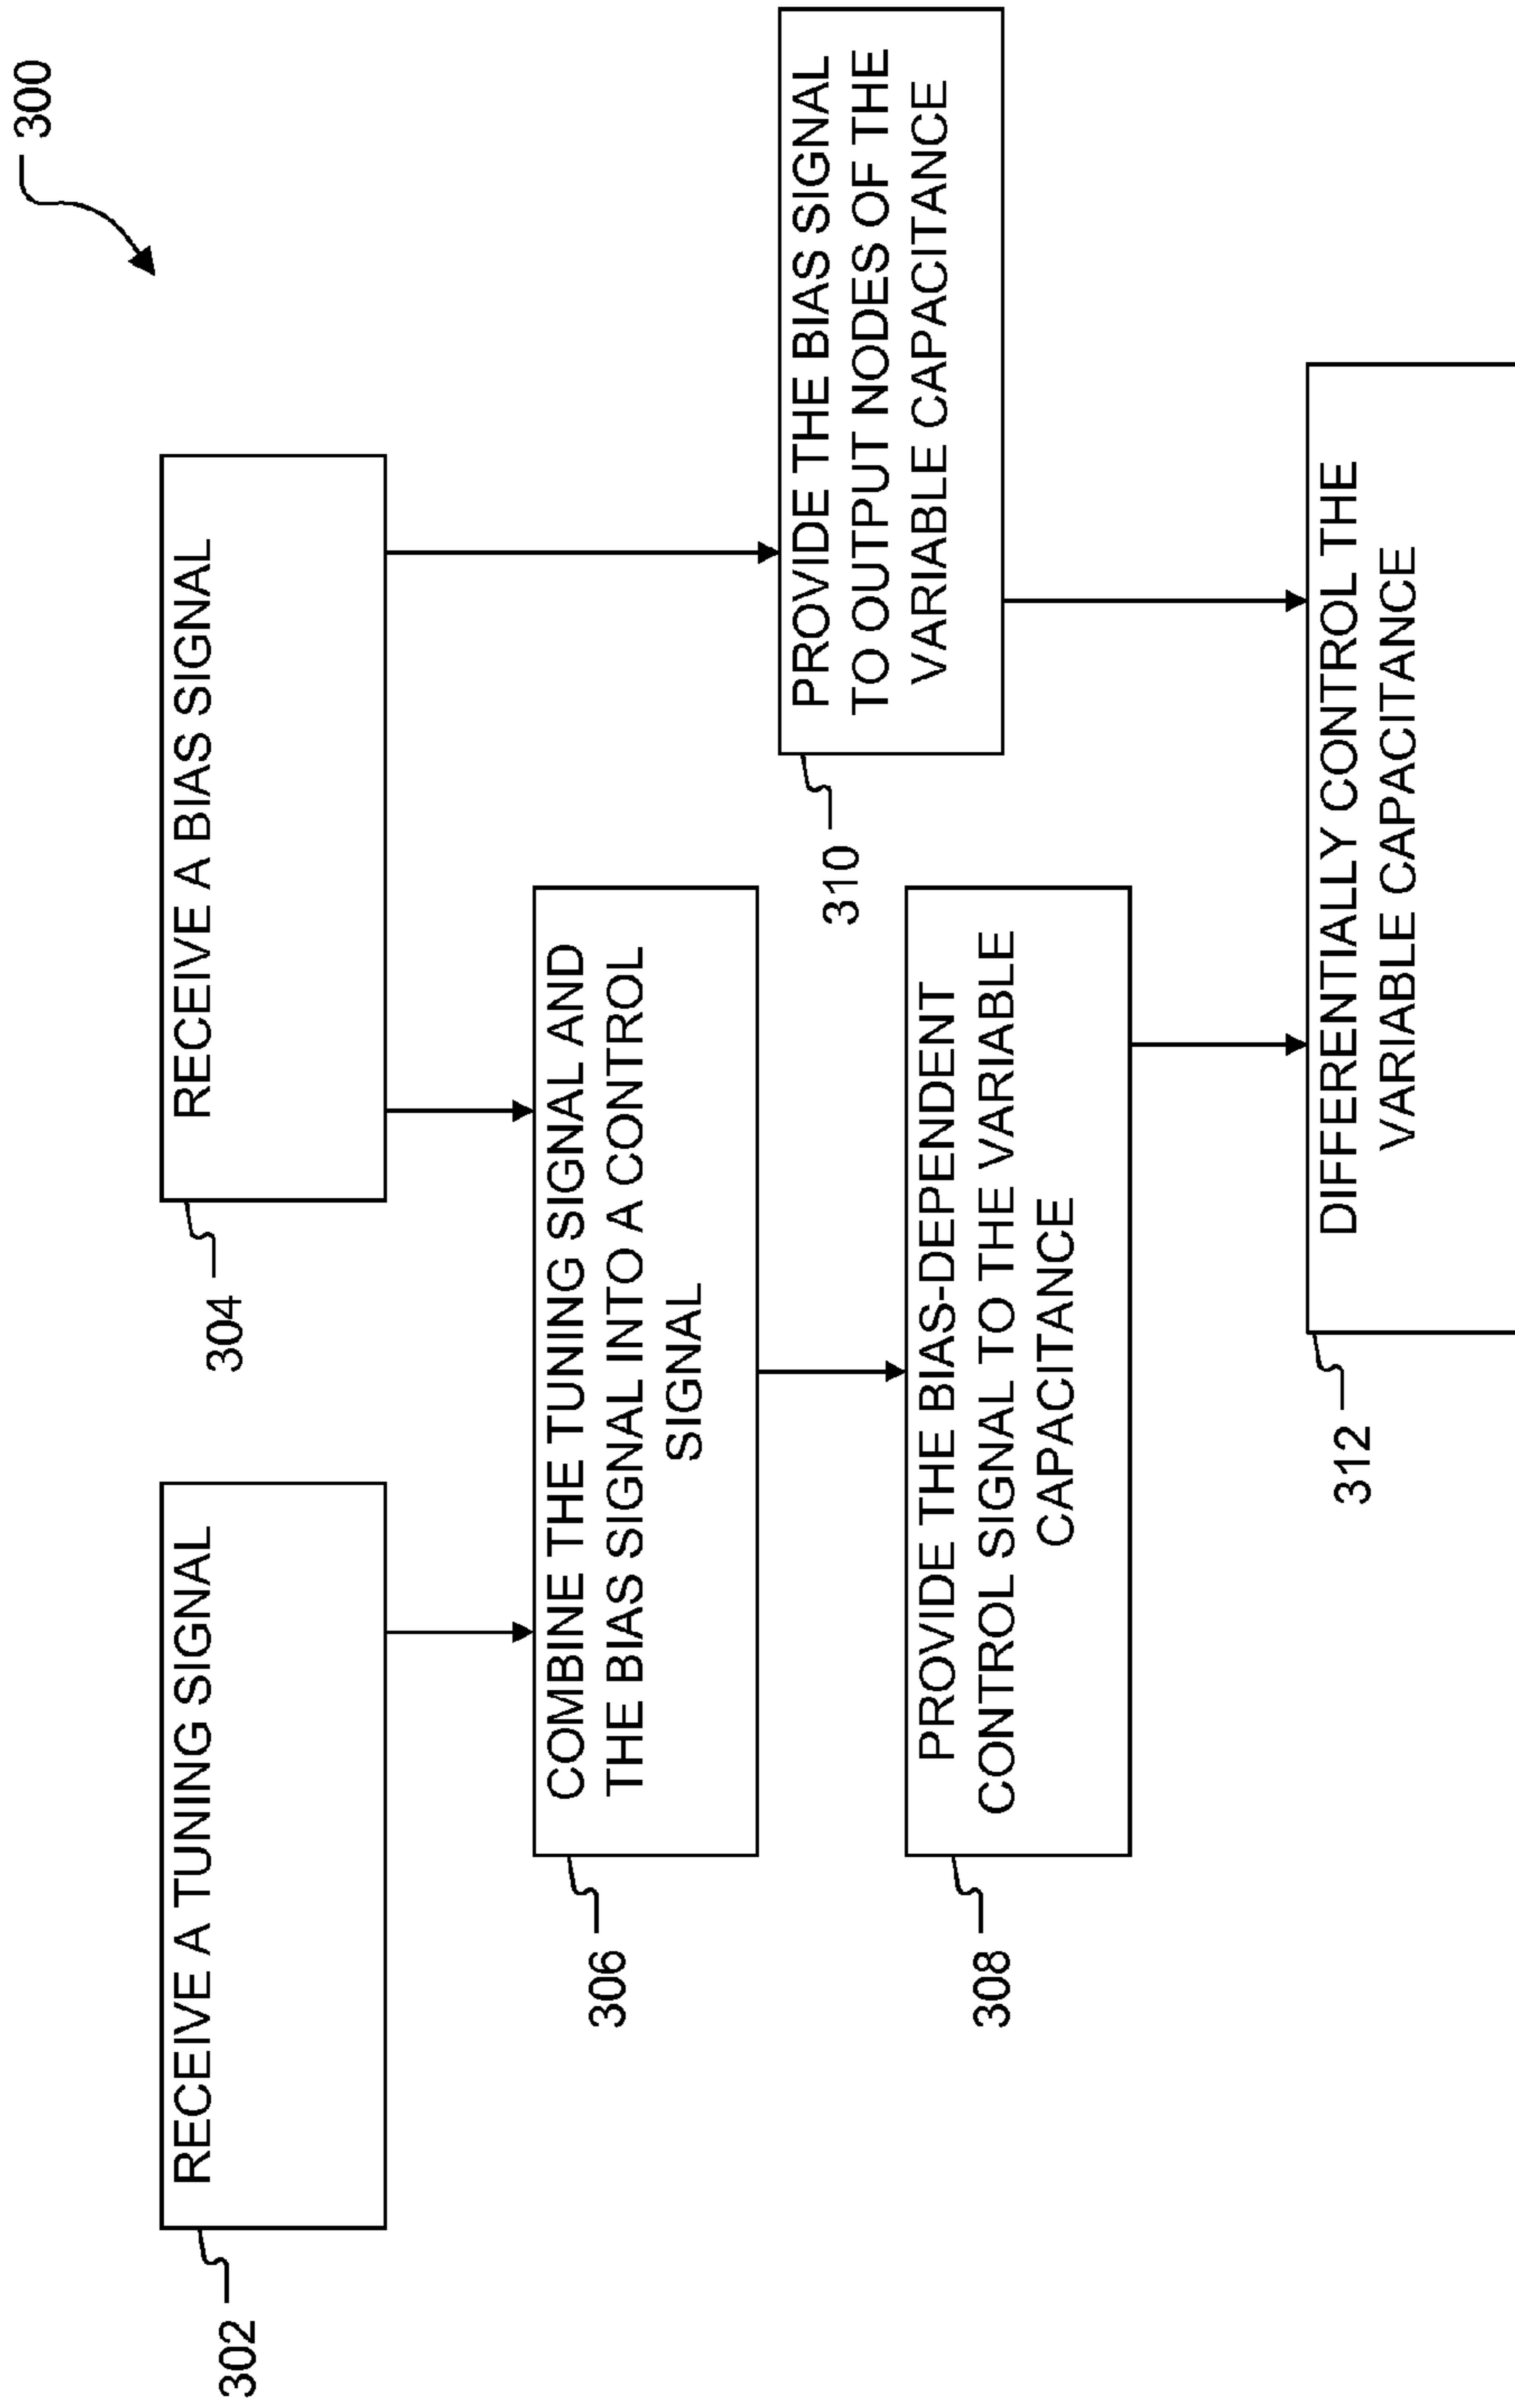 300
302
RECEIVE A TUNING SIGNAL
304
RECEIVE A BIAS SIGNAL
306
COMBINE THE TUNING SIGNAL AND
THE BIAS SIGNAL INTO A CONTROL
SIGNAL
310
PROVIDE THE BIAS SIGNAL
TO OUTPUT NODES OF THE
VARIABLE CAPACITANCE
308
PROVIDE THE BIAS-DEPENDENT
CONTROL SIGNAL TO THE VARIABLE
CAPACITANCE
312
DIFFERENTIALLY CONTROL THE
VARIABLE CAPACITANCE